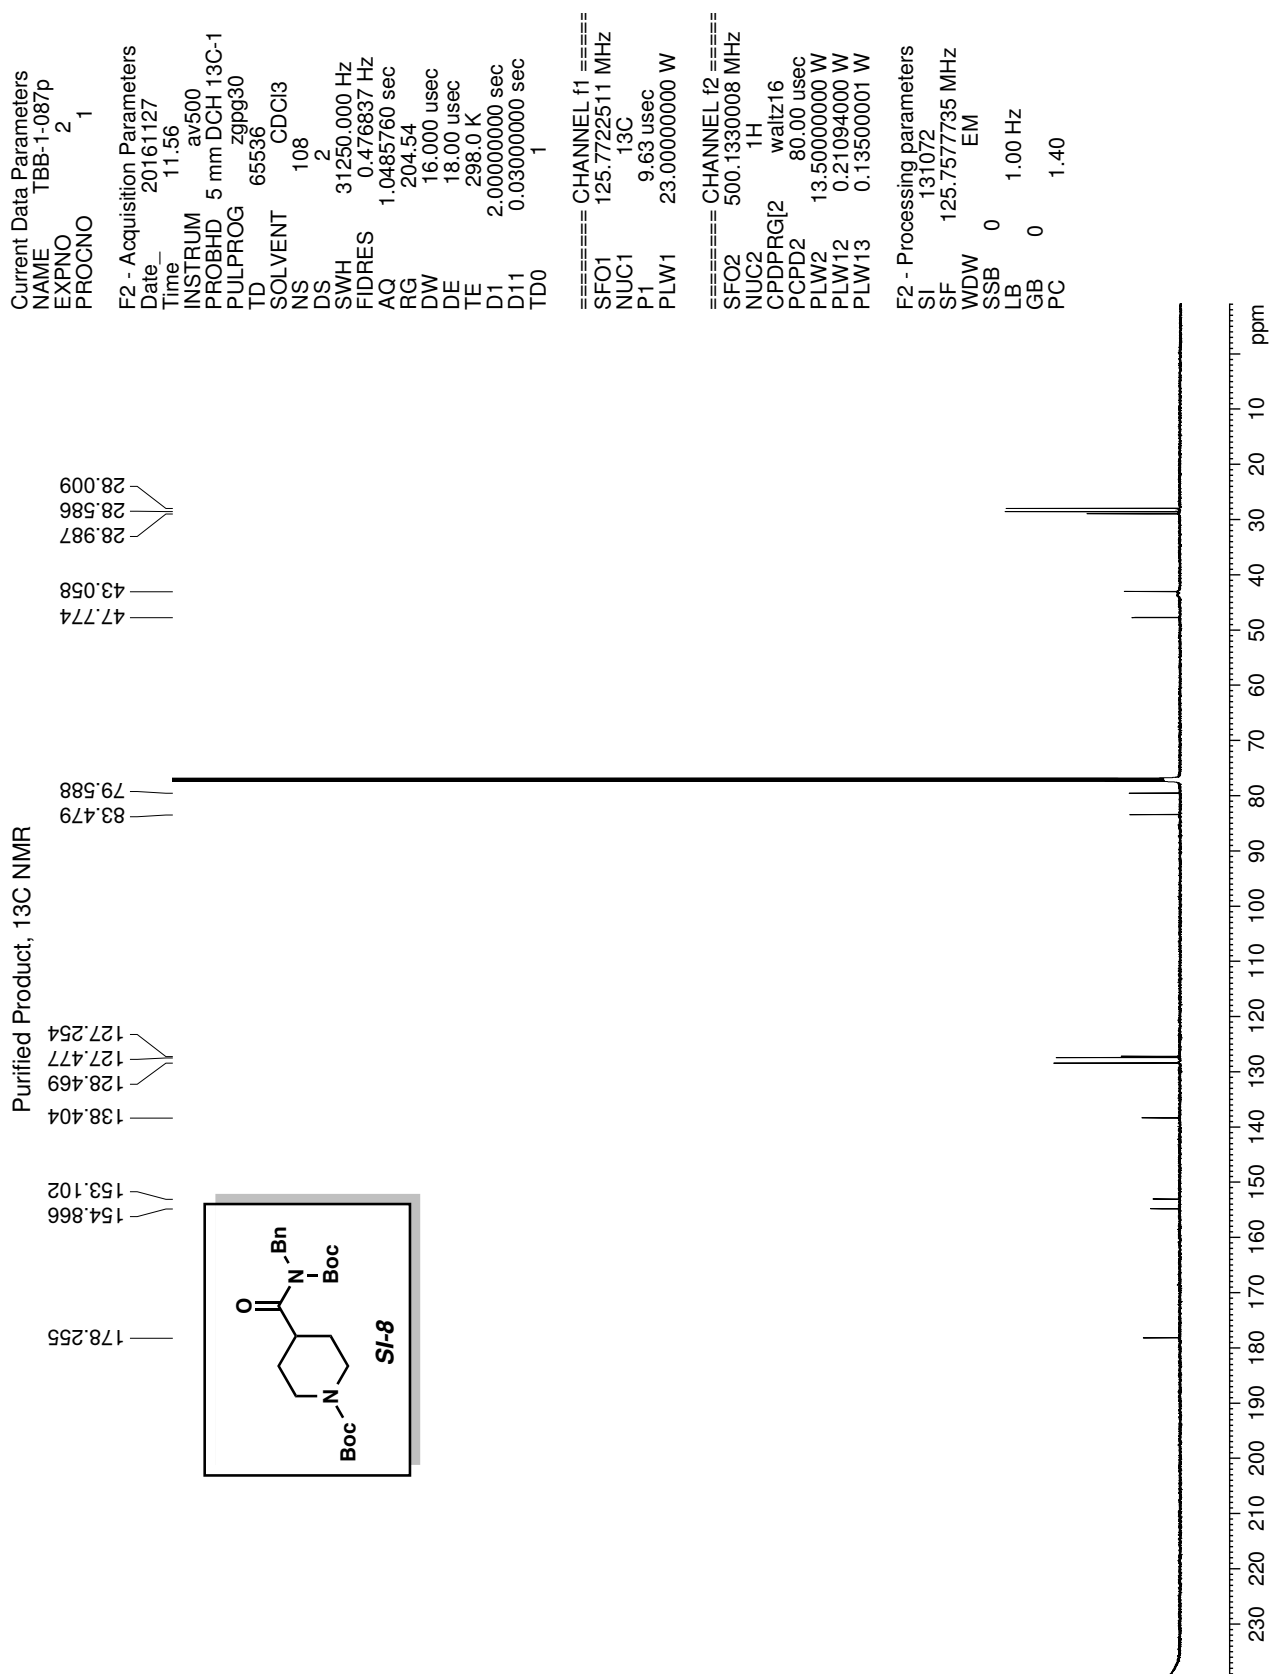 Purified Product, 13C NMR
Current Data Parameters
NAME TBB-1-087p
EXPNO 2
PROCNO 1
F2 - Acquisition Parameters
Date_ 20161127
Time 11.56
INSTRUM av500
PROBHD 5 mm DCH 13C-1
PULPROG zgpg30
TD 65536
SOLVENT CDCl3
NS 108
DS 2
SWH 31250.000 Hz
FIDRES 0.476837 Hz
AQ 1.0485760 sec
RG 204.54
DW 16.000 usec
DE 18.00 usec
TE 298.0 K
D1 2.00000000 sec
D11 0.03000000 sec
TD0 1
======== CHANNEL f1 ========
SFO1 125.7722511 MHz
NUC1 13C
P1 9.63 usec
PLW1 23.00000000 W
======== CHANNEL f2 ========
SFO2 500.1330008 MHz
NUC2 1H
CPDPRG[2 waltz16
PCPD2 80.00 usec
PLW2 13.50000000 W
PLW12 0.21094000 W
PLW13 0.13500001 W
F2 - Processing parameters
SI 131072
SF 125.7577735 MHz
WDW EM
SSB 0
LB 1.00 Hz
GB 0
PC 1.40
178.255
154.866
153.102
138.404
128.469
127.477
127.254
83.479
79.588
47.774
43.058
28.987
28.586
28.009
O
N
Bn
Boc
N
Boc
SI-8
230 220 210 200 190 180 170 160 150 140 130 120 110 100 90 80 70 60 50 40 30 20 10 ppm